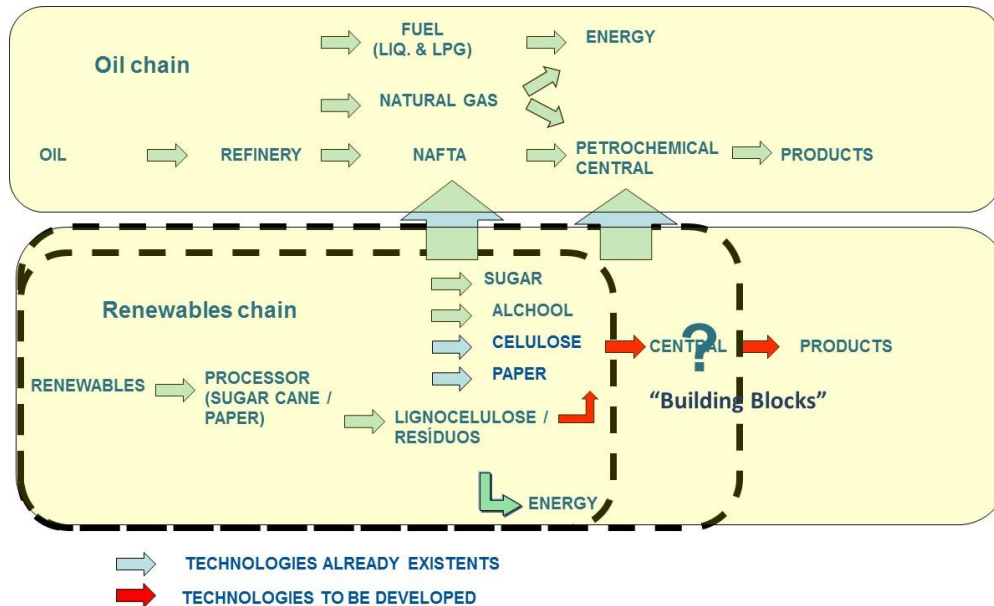 FUEL
(LIQ. & LPG)
ENERGY
Oil chain
NATURAL GAS
OIL
REFINERY
NAFTA
PETROCHEMICAL
CENTRAL
PRODUCTS
SUGAR
Renewables chain
ALCHOOL
CELULOSE
CENTRAL
?
PRODUCTS
PAPER
RENEWABLES
PROCESSOR
(SUGAR CANE /
PAPER)
“Building Blocks”
LIGNOCELULOSE /
RESÍDUOS
ENERGY
TECHNOLOGIES ALREADY EXISTENTS
TECHNOLOGIES TO BE DEVELOPED